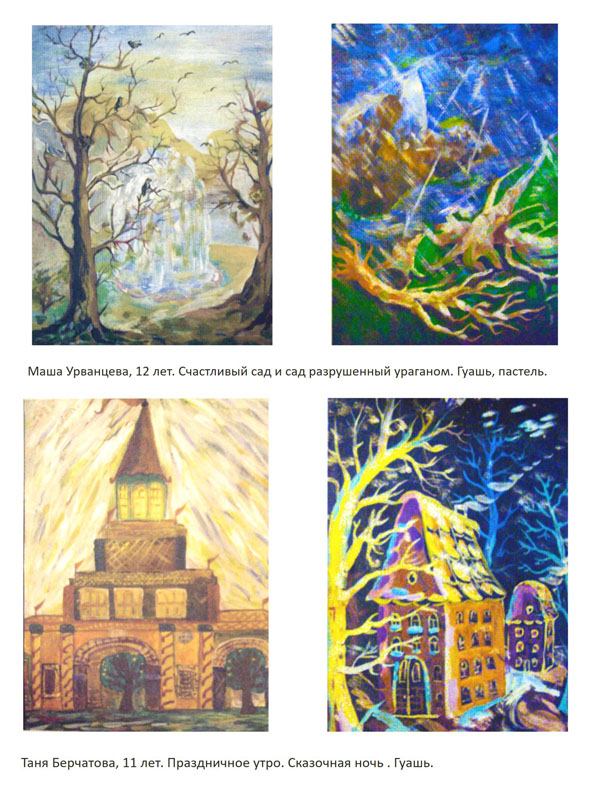 Маша Урванцева, 12 лет. Счастливый сад и сад разрушенный ураганом. Гуашь, пастель.
Таня Берчатова, 11 лет. Праздничное утро. Сказочная ночь . Гуашь.